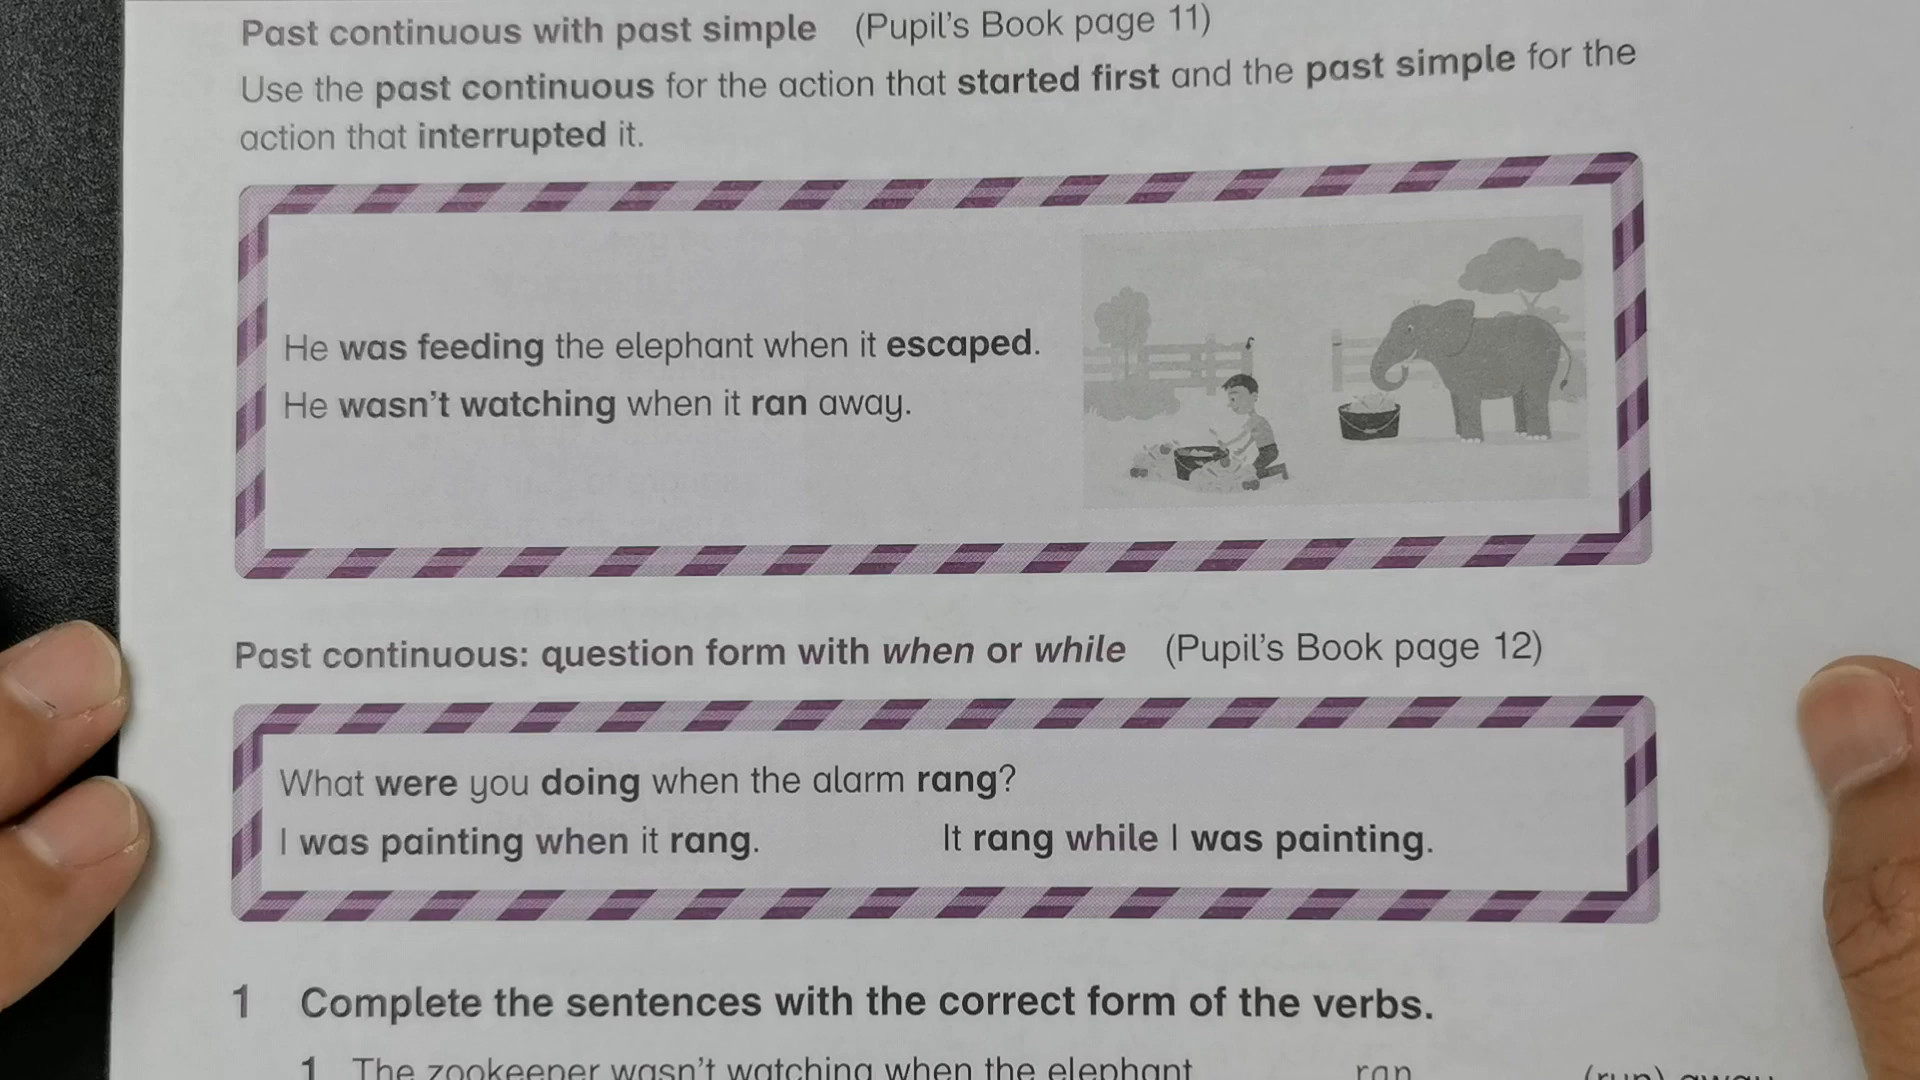 Past continuous with past simple (Pupil's Book page 11)
Use the past continuous for the action that started first and the past simple for the
action that interrupted it.
He was feeding the elephant when it escaped.
He wasn't watching when it ran away.
Past continuous: question form with when or while (Pupil's Book page 12)
What were you doing when the alarm rang?
I was painting when it rang. It rang while I was painting.
1 Complete the sentences with the correct form of the verbs.
1 The zookeeper wasn't watching when the elephant ran (run) away